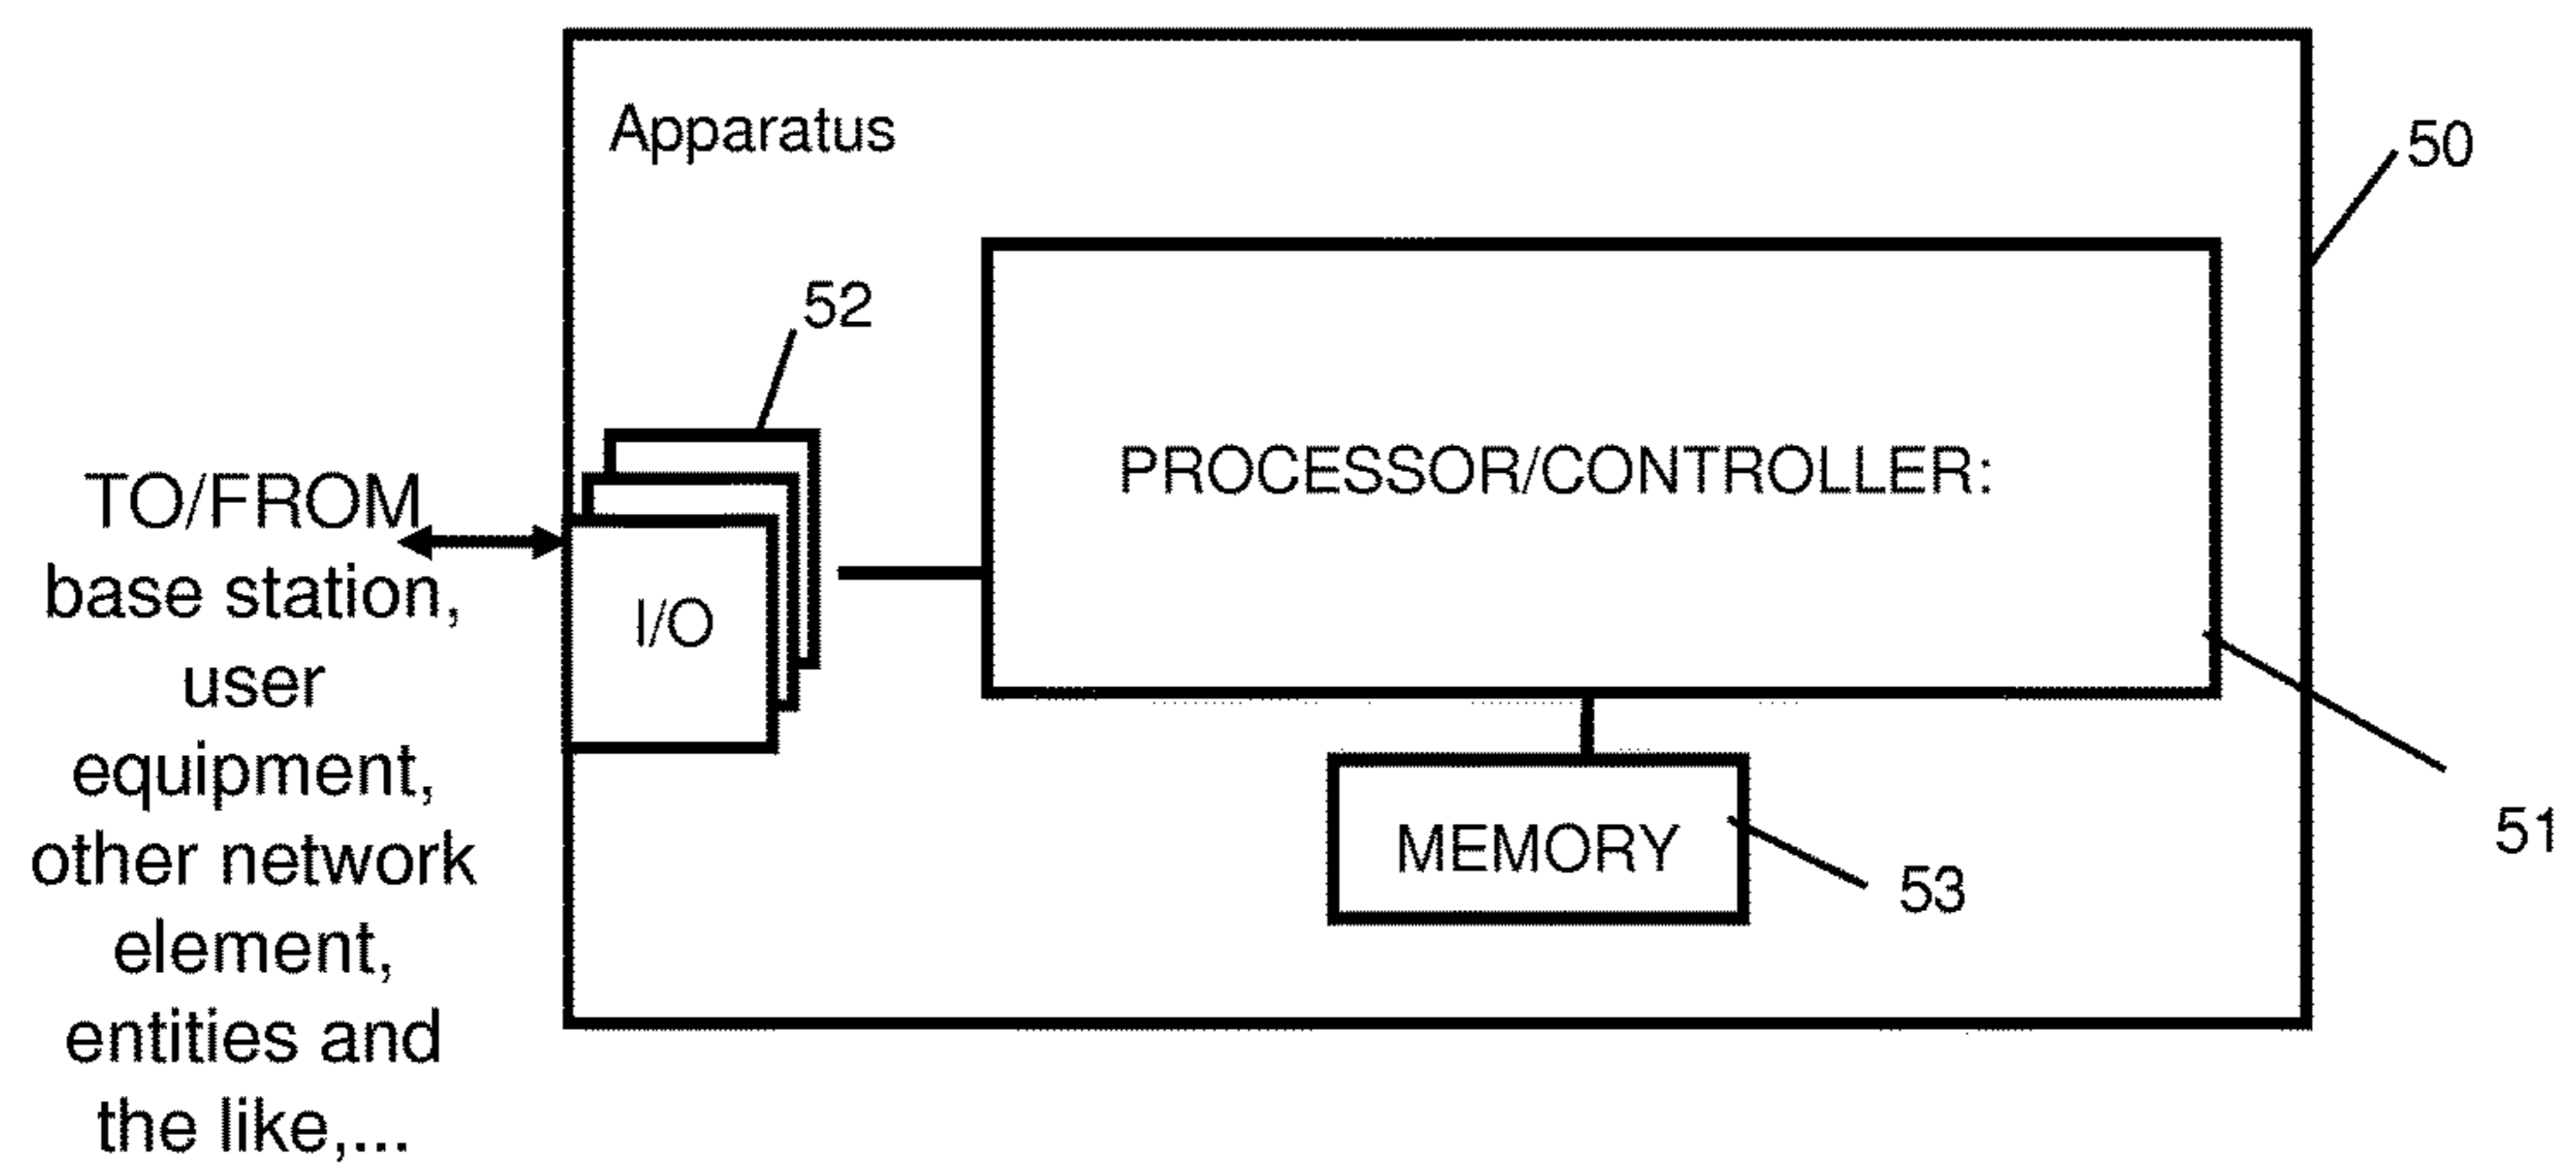 Apparatus
50
52
TO/FROM
base station,
user
equipment,
other network
element,
entities and
the like,...
I/O
PROCESSOR/CONTROLLER:
51
MEMORY
53